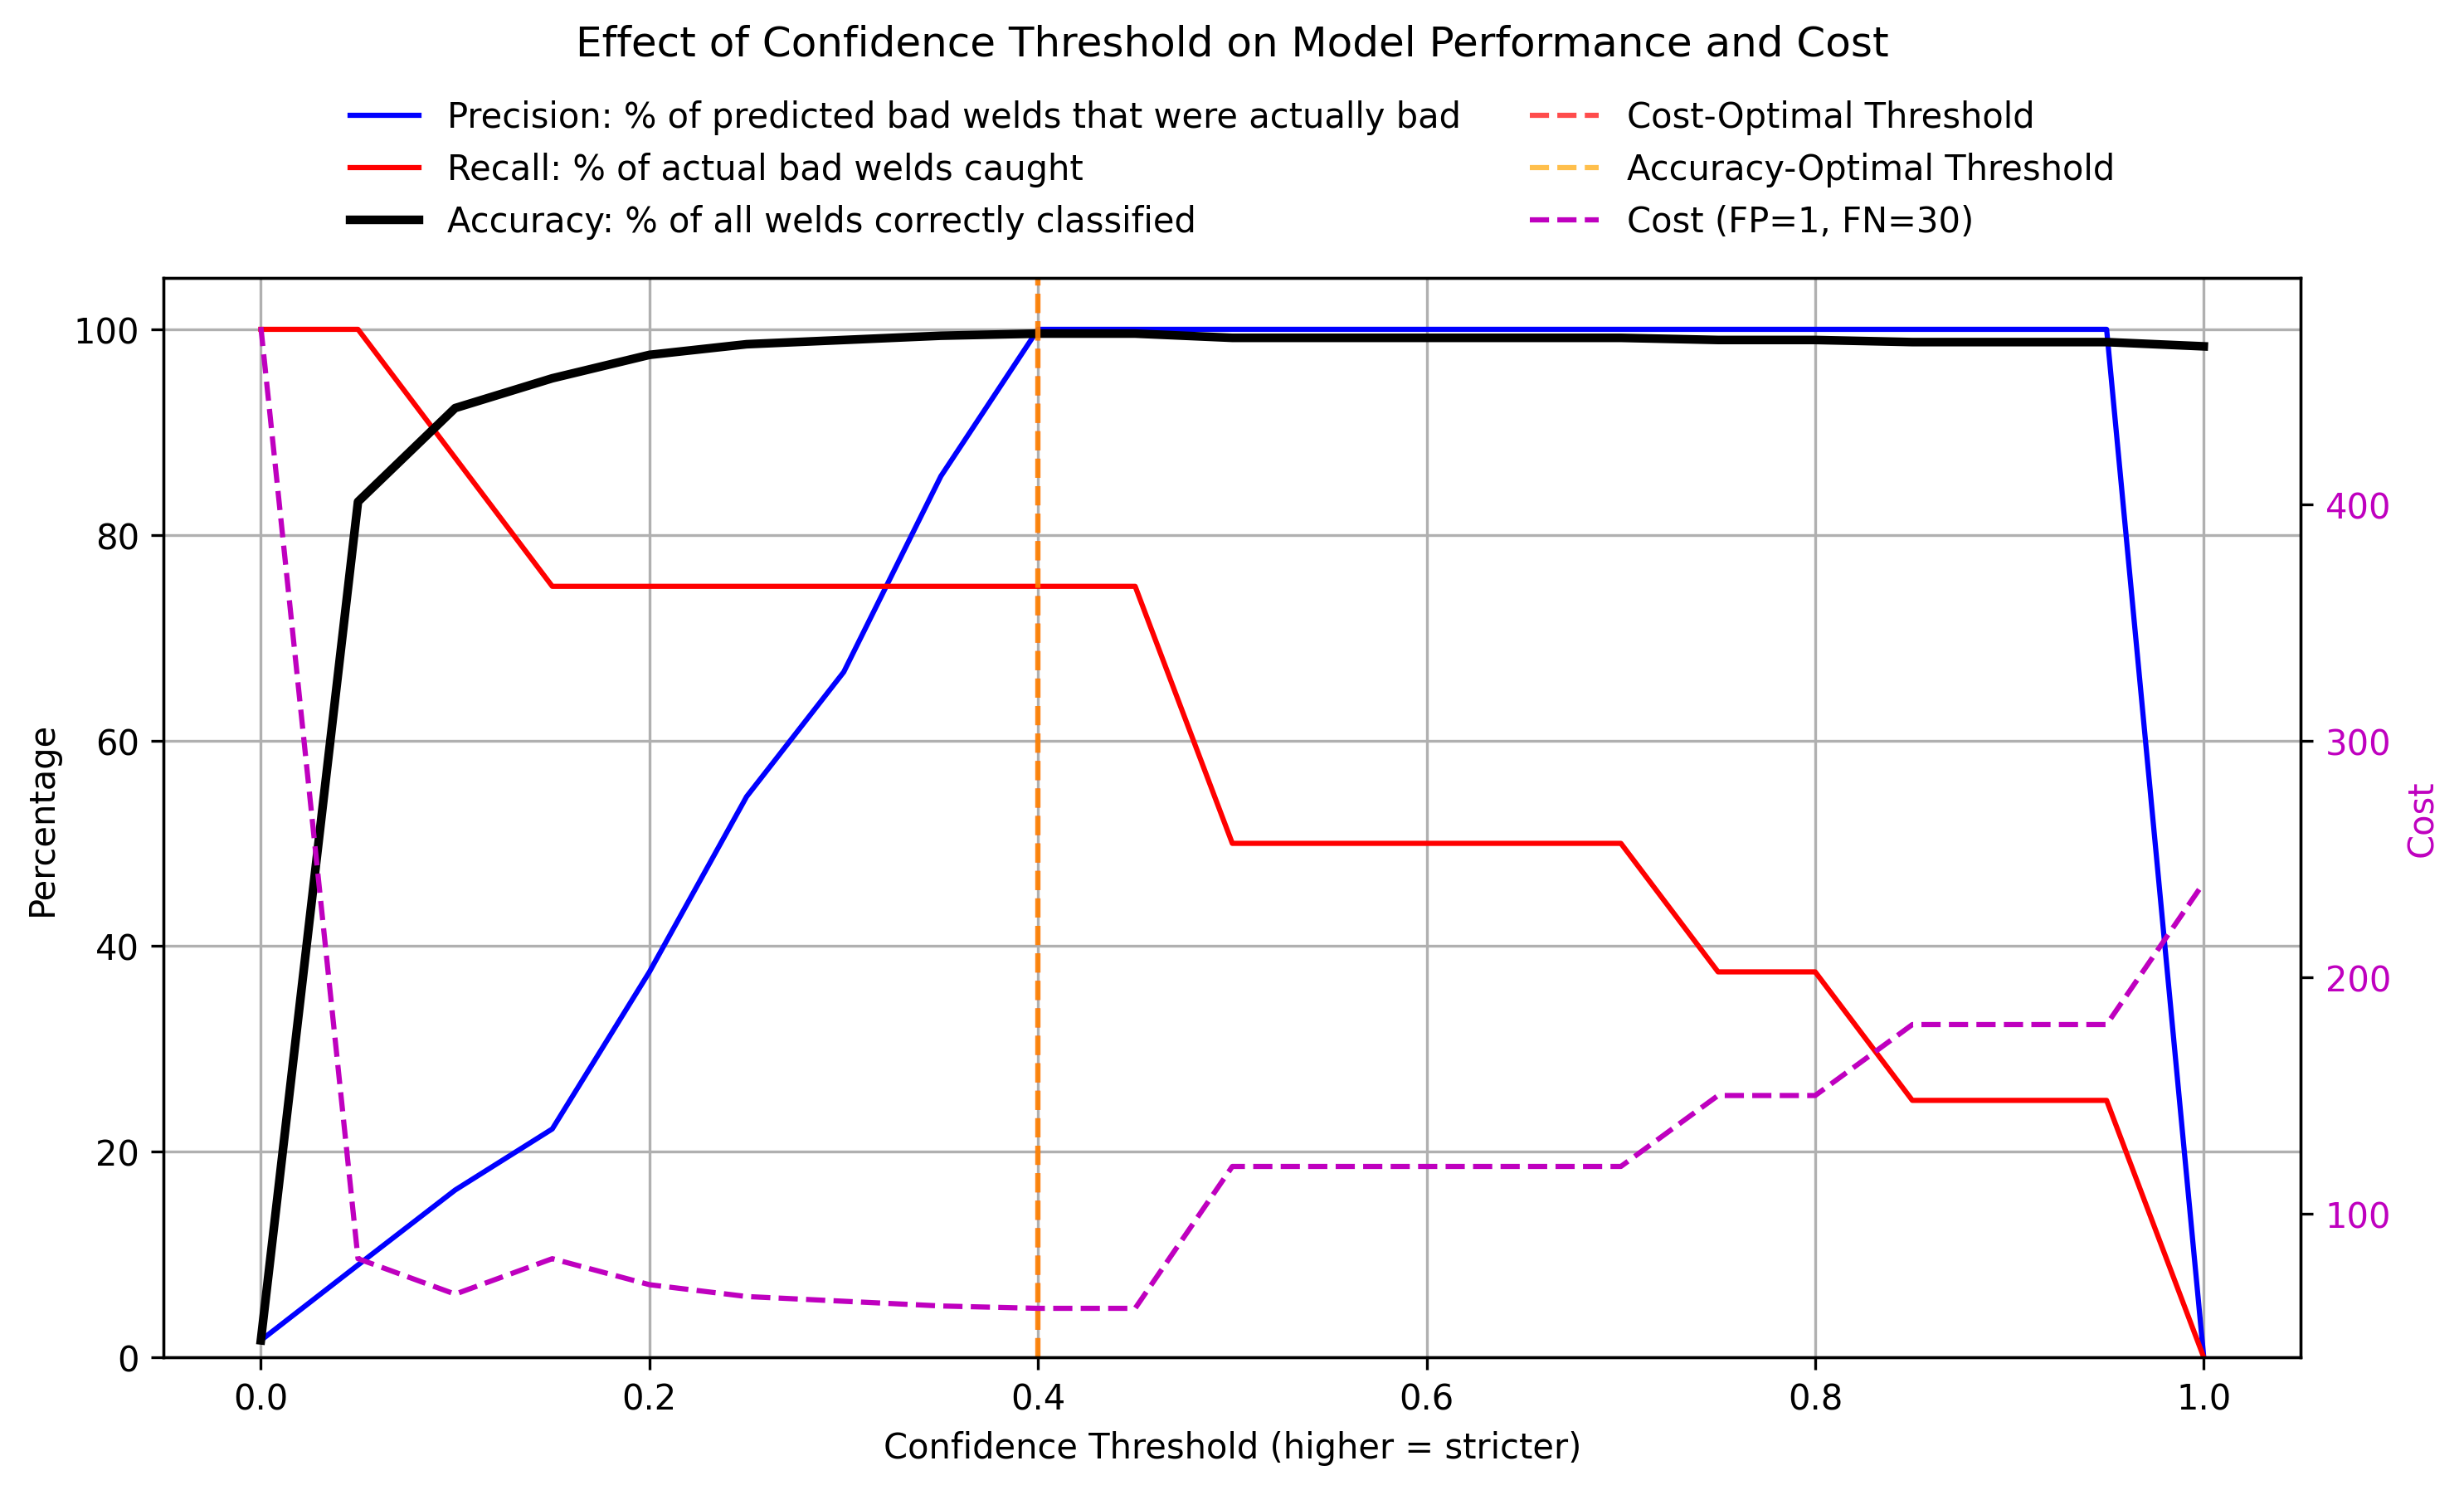 Effect of Confidence Threshold on Model Performance and Cost
Precision: % of predicted bad welds that were actually bad
Recall: % of actual bad welds caught
Accuracy: % of all welds correctly classified
Cost-Optimal Threshold
Accuracy-Optimal Threshold
Cost (FP=1, FN=30)
Percentage
100
80
60
40
20
0
0.0
0.2
0.4
0.6
0.8
1.0
Confidence Threshold (higher = stricter)
400
300
200
100
Cost